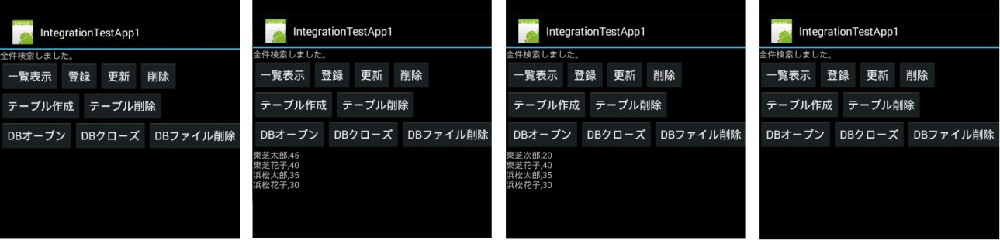 IntegrationTestApp1
全件検索しました。
一覧表示 登録 更新 削除
テーブル作成 テーブル削除
DBオープン DBクローズ DBファイル削除
IntegrationTestApp1
全件検索しました。
一覧表示 登録 更新 削除
テーブル作成 テーブル削除
DBオープン DBクローズ DBファイル削除
東芝太郎,45
東芝花子,40
浜松太郎,35
浜松花子,30
IntegrationTestApp1
全件検索しました。
一覧表示 登録 更新 削除
テーブル作成 テーブル削除
DBオープン DBクローズ DBファイル削除
東芝次郎,20
東芝花子,40
浜松太郎,35
浜松花子,30
IntegrationTestApp1
全件検索しました。
一覧表示 登録 更新 削除
テーブル作成 テーブル削除
DBオープン DBクローズ DBファイル削除